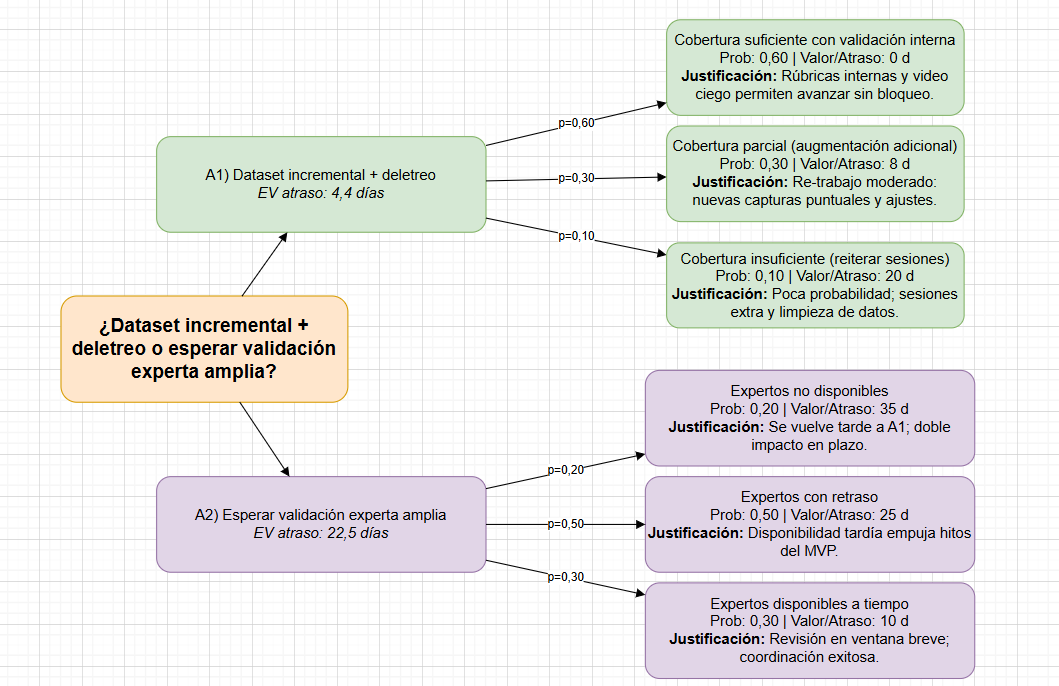 ¿Dataset incremental +
deletreo o esperar validación
experta amplia?
A1) Dataset incremental + deletreo
EV atraso: 4,4 días
p=0,60
p=0,30
p=0,10
Cobertura suficiente con validación interna
Prob: 0,60 | Valor/Atraso: 0 d
Justificación: Rúbricas internas y video
ciego permiten avanzar sin bloqueo.
Cobertura parcial (augmentación adicional)
Prob: 0,30 | Valor/Atraso: 8 d
Justificación: Re-trabajo moderado:
nuevas capturas puntuales y ajustes.
Cobertura insuficiente (reiterar sesiones)
Prob: 0,10 | Valor/Atraso: 20 d
Justificación: Poca probabilidad; sesiones
extra y limpieza de datos.
A2) Esperar validación experta amplia
EV atraso: 22,5 días
p=0,20
p=0,50
p=0,30
Expertos no disponibles
Prob: 0,20 | Valor/Atraso: 35 d
Justificación: Se vuelve tarde a A1; doble
impacto en plazo.
Expertos con retraso
Prob: 0,50 | Valor/Atraso: 25 d
Justificación: Disponibilidad tardía empuja hitos
del MVP.
Expertos disponibles a tiempo
Prob: 0,30 | Valor/Atraso: 10 d
Justificación: Revisión en ventana breve;
coordinación exitosa.